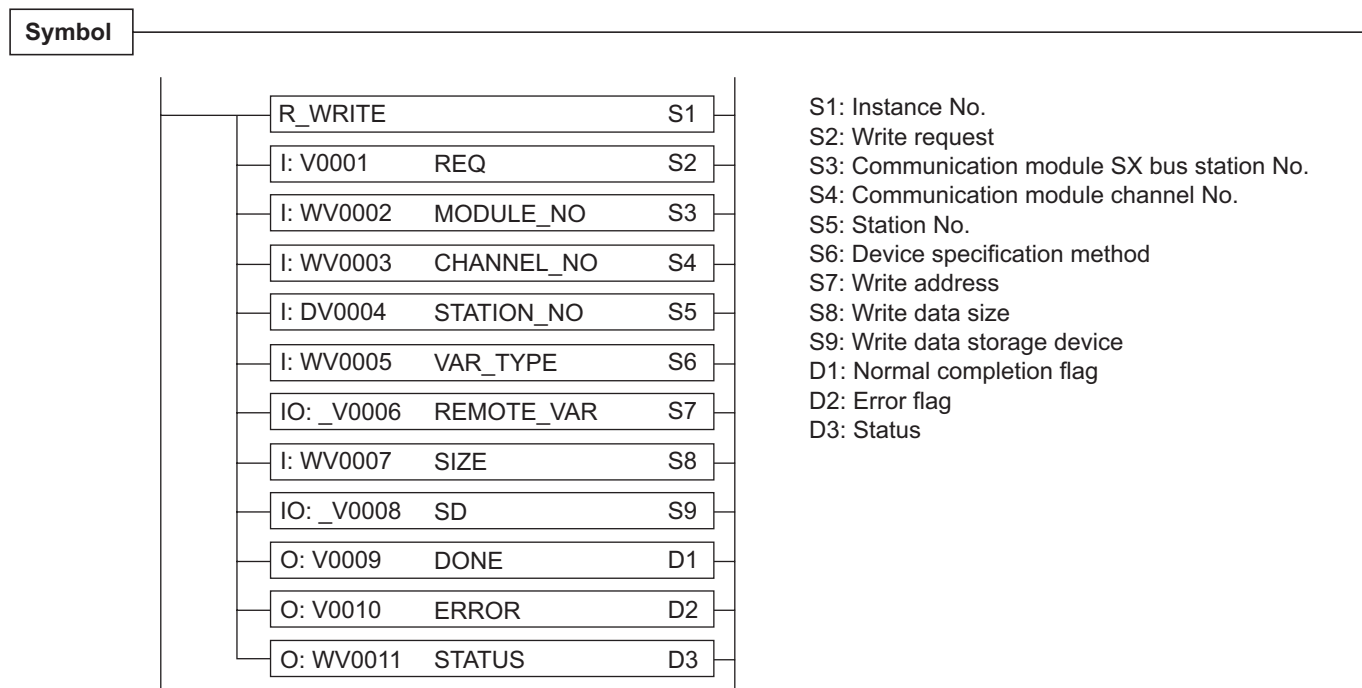 Symbol
R_WRITE S1
I: V0001 REQ S2
I: WV0002 MODULE_NO S3
I: WV0003 CHANNEL_NO S4
I: DV0004 STATION_NO S5
I: WV0005 VAR_TYPE S6
IO: _V0006 REMOTE_VAR S7
I: WV0007 SIZE S8
IO: _V0008 SD S9
O: V0009 DONE D1
O: V0010 ERROR D2
O: WV0011 STATUS D3
S1: Instance No.
S2: Write request
S3: Communication module SX bus station No.
S4: Communication module channel No.
S5: Station No.
S6: Device specification method
S7: Write address
S8: Write data size
S9: Write data storage device
D1: Normal completion flag
D2: Error flag
D3: Status